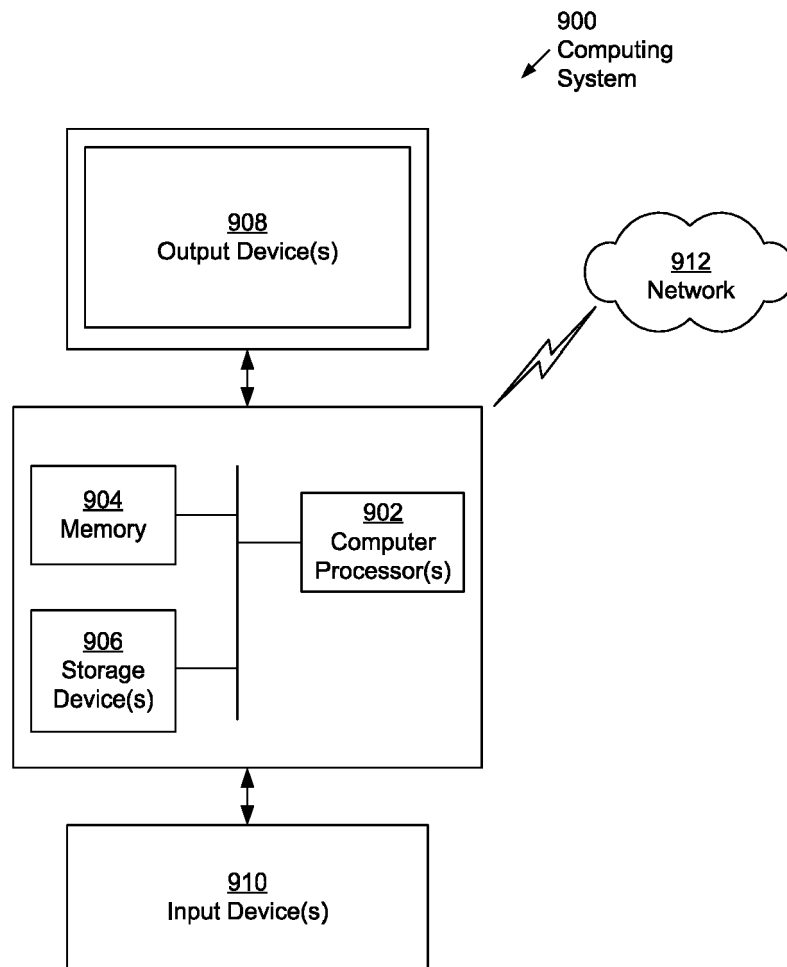 900
Computing
System
908
Output Device(s)
912
Network
904
Memory
902
Computer
Processor(s)
906
Storage
Device(s)
910
Input Device(s)